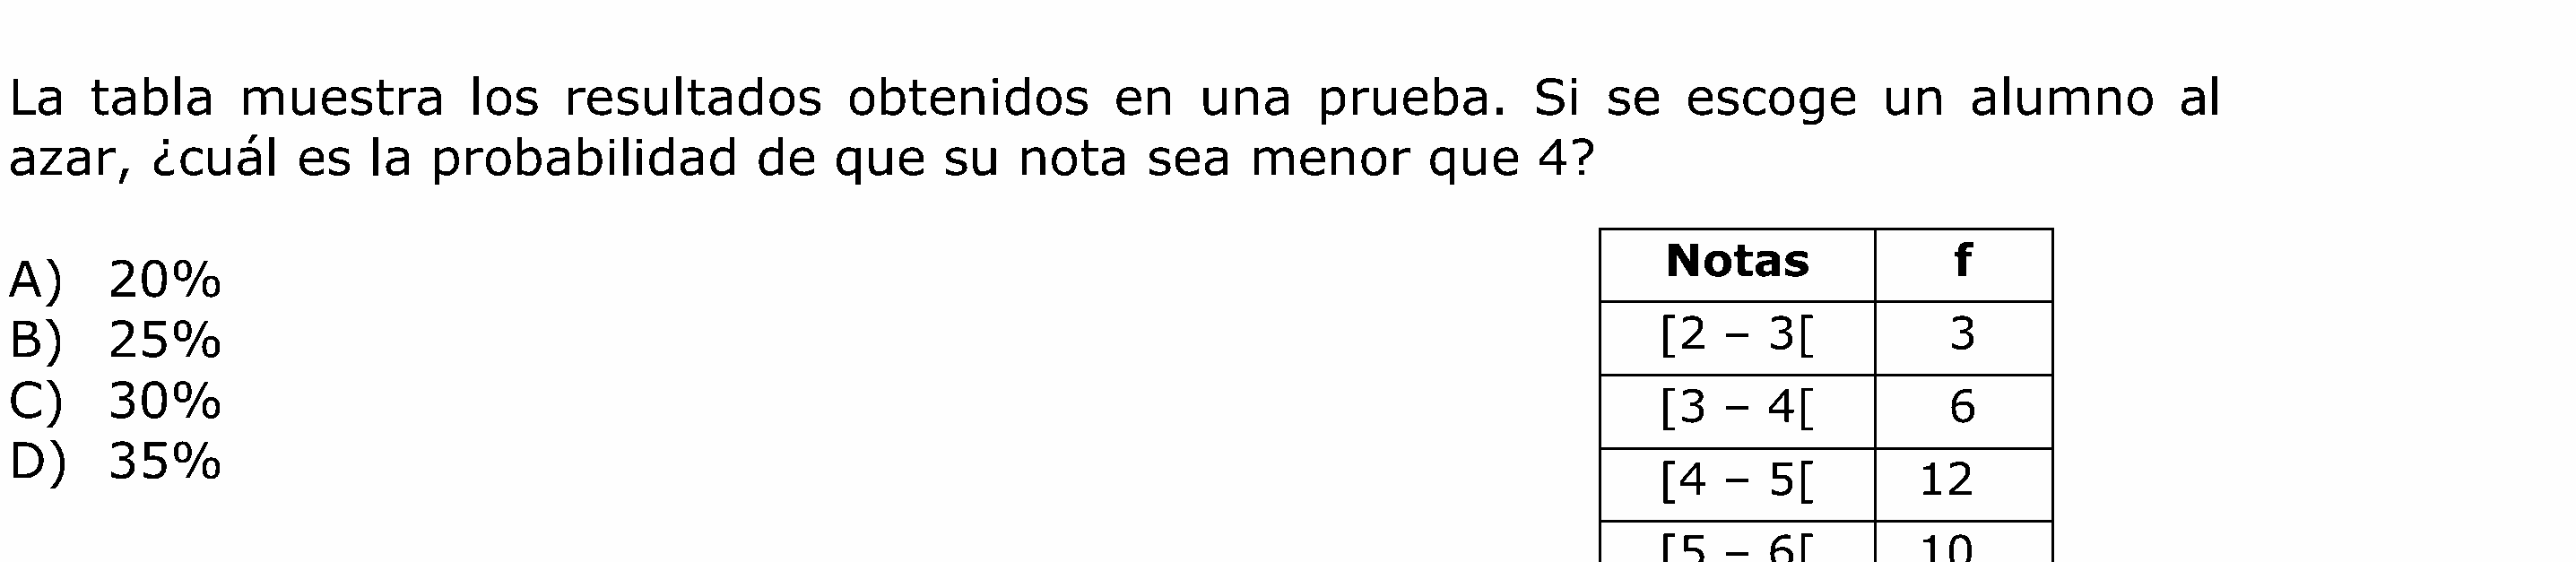 La tabla muestra los resultados obtenidos en una prueba. Si se escoge un alumno al
azar, ¿cuál es la probabilidad de que su nota sea menor que 4?
A) 20%
B) 25%
C) 30%
D) 35%
Notas f
[2 – 3[ 3
[3 – 4[ 6
[4 – 5[ 12
[5 – 6[ 10